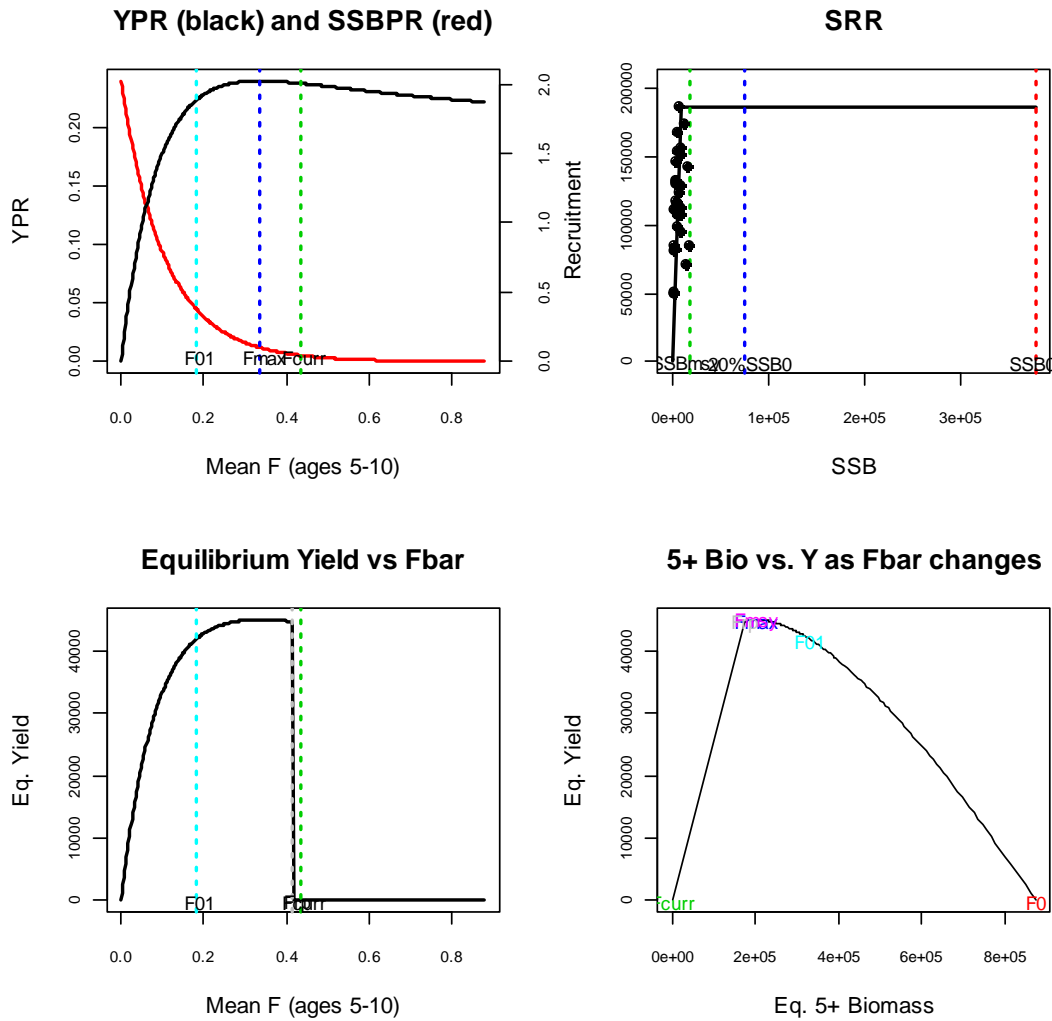 YPR (black) and SSBPR (red)
YPR
0.00
0.05
0.10
0.15
0.20
0.0
0.5
1.0
1.5
2.0
F01
Fmax
Fcurr
0.0 0.2 0.4 0.6 0.8
Mean F (ages 5-10)
SRR
Recruitment
0
50000
100000
150000
200000
SSBmsy
20%SSB0
SSB0
0e+00 1e+05 2e+05 3e+05
SSB
Equilibrium Yield vs Fbar
Eq. Yield
0
10000
20000
30000
40000
F01
Fcurr
0.0 0.2 0.4 0.6 0.8
Mean F (ages 5-10)
5+ Bio vs. Y as Fbar changes
Eq. Yield
0
10000
20000
30000
40000
Fmax
F01
Fcurr
F0
0e+00 2e+05 4e+05 6e+05 8e+05
Eq. 5+ Biomass